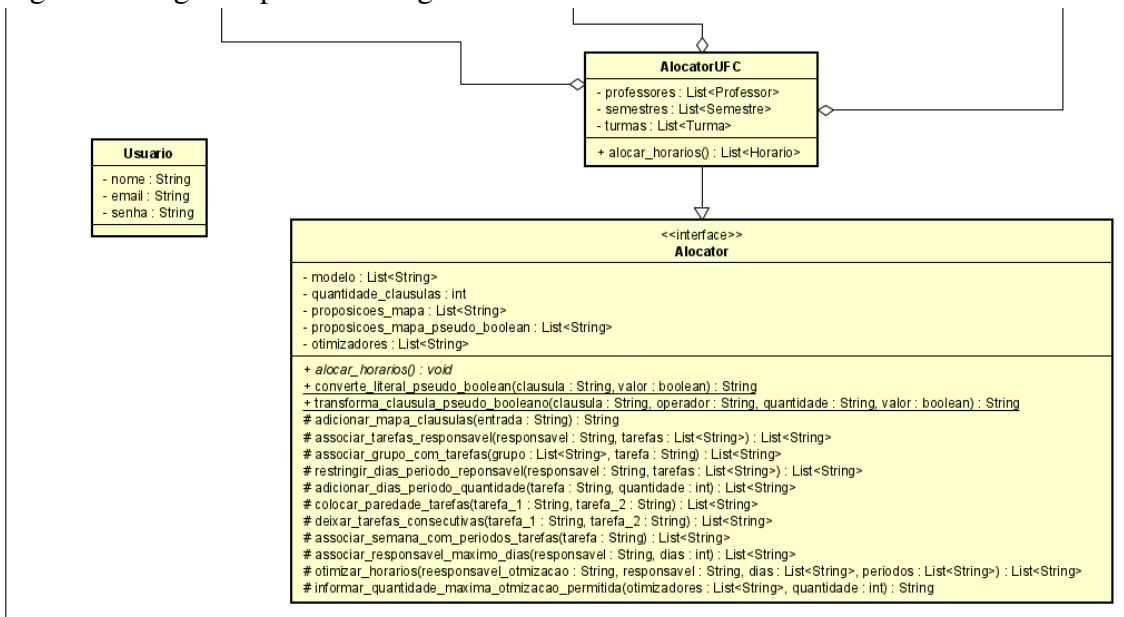 AlocatorUFC
- professores : List<Professor>
- semestres : List<Semestre>
- turmas : List<Turma>
+ alocar_horarios() : List<Horario>
Usuario
- nome : String
- email : String
- senha : String
<<interface>>
Alocator
- modelo : List<String>
- quantidade_clausulas : int
- proposicoes_mapa : List<String>
- proposicoes_mapa_pseudo_boolean : List<String>
- otimizadores : List<String>
+ alocar_horarios() : void
+ converte_literal_pseudo_boolean(clausula : String, valor : boolean) : String
+ transforma_clausula_pseudo_booleano(clausula : String, operador : String, quantidade : String, valor : boolean) : String
# adicionar_mapa_clausulas(entrada : String) : String
# associar_tarefas_responsavel(responsavel : String, tarefas : List<String>) : List<String>
# associar_grupo_com_tarefas(grupo : List<String>, tarefa : String) : List<String>
# restringir_dias_periodo_reponsavel(responsavel : String, tarefas : List<String>) : List<String>
# adicionar_dias_periodo_quantidade(tarefa : String, quantidade : int) : List<String>
# colocar_paredade_tarefas(tarefa_1 : String, tarefa_2 : String) : List<String>
# deixar_tarefas_consecutivas(tarefa_1 : String, tarefa_2 : String) : List<String>
# associar_semana_com_periodos_tarefas(tarefa : String) : List<String>
# associar_responsavel_maximo_dias(responsavel : String, dias : int) : List<String>
# otimizar_horarios(reesponsavel_otmizacao : String, responsavel : String, dias : List<String>, periodos : List<String>) : List<String>
# informar_quantidade_maxima_otmizacao_permitida(otimizadores : List<String>, quantidade : int) : String